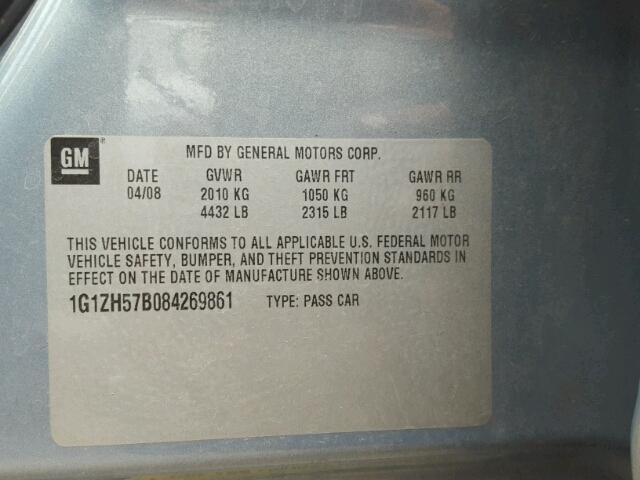 GM
MFD BY GENERAL MOTORS CORP.
DATE GVWR GAWR FRT GAWR RR
04/08 2010 KG 1050 KG 960 KG
4432 LB 2315 LB 2117 LB
THIS VEHICLE CONFORMS TO ALL APPLICABLE U.S. FEDERAL MOTOR
VEHICLE SAFETY, BUMPER, AND THEFT PREVENTION STANDARDS IN
EFFECT ON THE DATE OF MANUFACTURE SHOWN ABOVE.
1G1ZH57B084269861 TYPE: PASS CAR